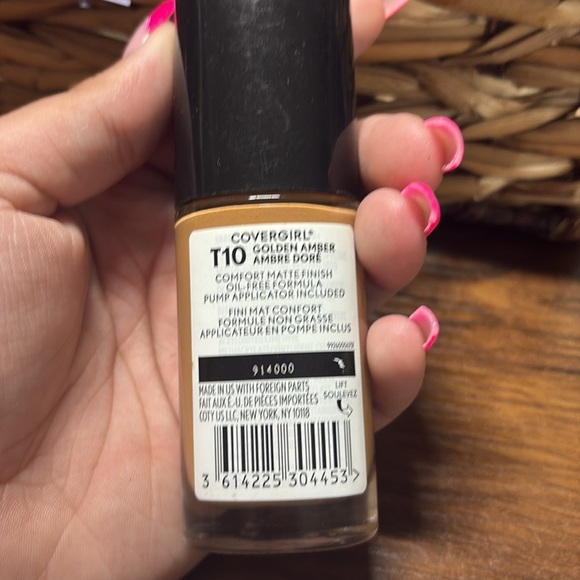 COVERGIRL®
T10 GOLDEN AMBER
AMBRE DORÉ
COMFORT MATTE FINISH
OIL-FREE FORMULA
PUMP APPLICATOR INCLUDED
FINI MAT CONFORT
FORMULE NON GRASSE
APPLICATEUR EN POMPE INCLUS
914000
MADE IN US WITH FOREIGN PARTS
FAIT AUX É.-U. DE PIÈCES IMPORTÉES
COTY US LLC, NEW YORK, NY 10118
LIFT
SOULEVEZ
3 614225 304453 >